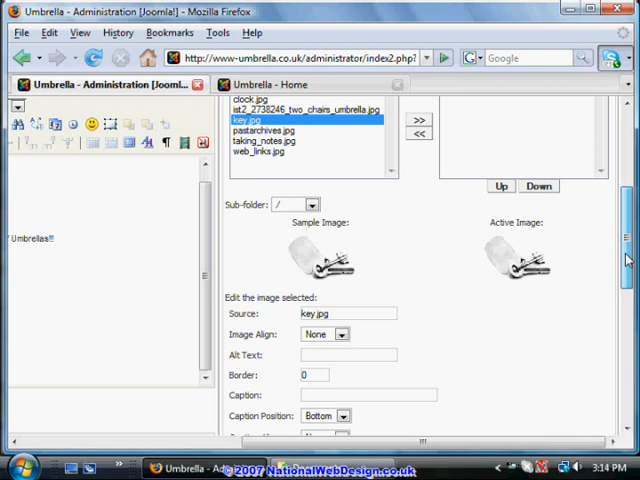 Umbrella - Administration [Joomla!] - Mozilla Firefox
File Edit View History Bookmarks Tools Help
http://www-umbrella.co.uk/administrator/index2.php?
Google
Umbrella - Administration [Jooml...
Umbrella - Home
clock.jpg
ist2_2738246_two_chairs_umbrella.jpg
key.jpg
pastarchives.jpg
taking_notes.jpg
web_links.jpg
>>
<<
Up Down
Sub-folder: /
Sample Image: Active Image:
Umbrellas!!
Edit the image selected:
Source: key.jpg
Image Align: None
Alt Text:
Border: 0
Caption:
Caption Position: Bottom
© 2007 NationalWebDesign.co.uk
3:14 PM